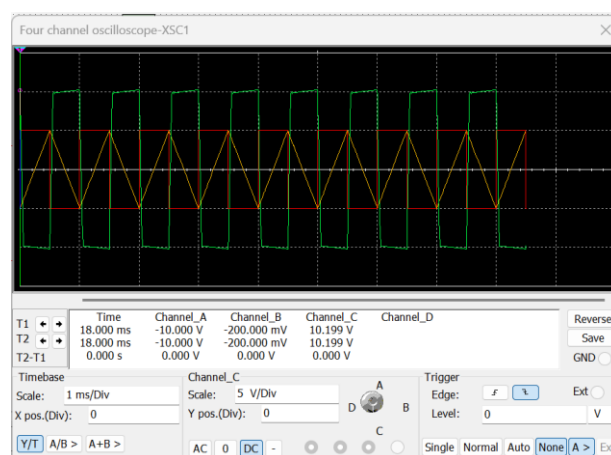 Four channel oscilloscope-XSC1
Time Channel_A Channel_B Channel_C Channel_D
T1 18.000 ms -10.000 V -200.000 mV 10.199 V
T2 18.000 ms -10.000 V -200.000 mV 10.199 V
T2-T1 0.000 s 0.000 V 0.000 V 0.000 V
Reverse
Save
GND
Timebase
Scale: 1 ms/Div
X pos.(Div): 0
Y/T A/B > A+B >
Channel_C
Scale: 5 V/Div
Y pos.(Div): 0
AC 0 DC -
A
D B
C
Trigger
Edge: Ext
Level: 0 V
Single Normal Auto None A >